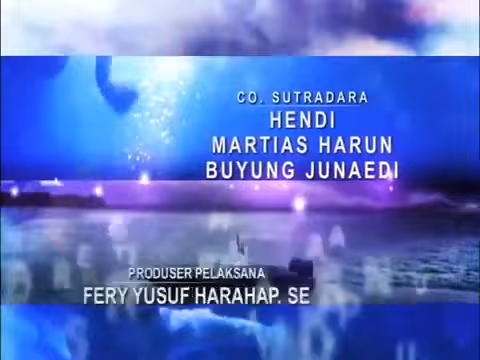 CO. SUTRADARA
HENDI
MARTIAS HARUN
BUYUNG JUNAEDI
PRODUSER PELAKSANA
FERY YUSUF HARAHAP. SE